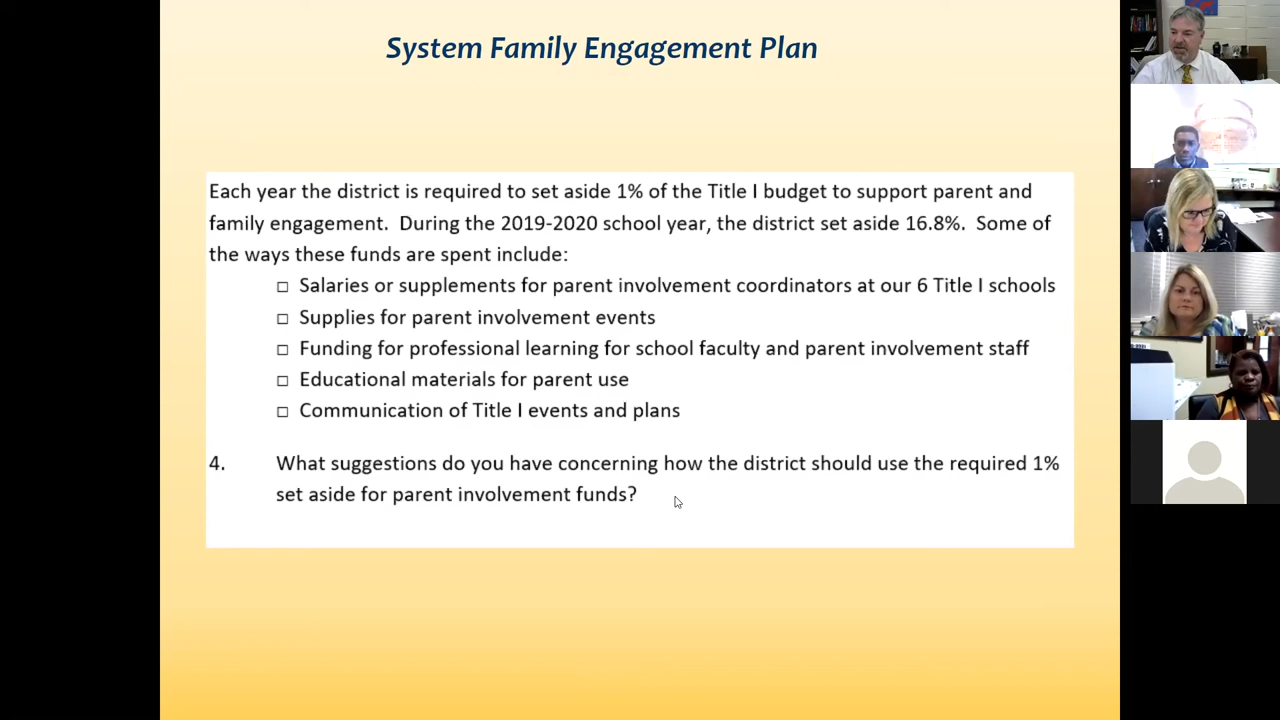 System Family Engagement Plan
Each year the district is required to set aside 1% of the Title I budget to support parent and
family engagement.  During the 2019-2020 school year, the district set aside 16.8%.  Some of
the ways these funds are spent include:
□ Salaries or supplements for parent involvement coordinators at our 6 Title I schools
□ Supplies for parent involvement events
□ Funding for professional learning for school faculty and parent involvement staff
□ Educational materials for parent use
□ Communication of Title I events and plans
4. What suggestions do you have concerning how the district should use the required 1%
set aside for parent involvement funds?